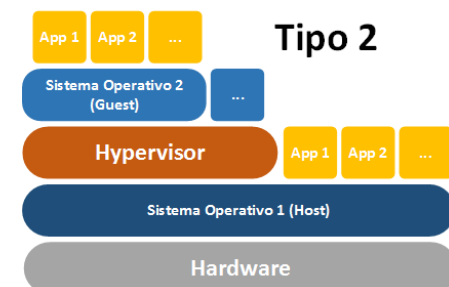 Tipo 2
App 1
App 2
...
Sistema Operativo 2
(Guest)
...
Hypervisor
App 1
App 2
...
Sistema Operativo 1 (Host)
Hardware